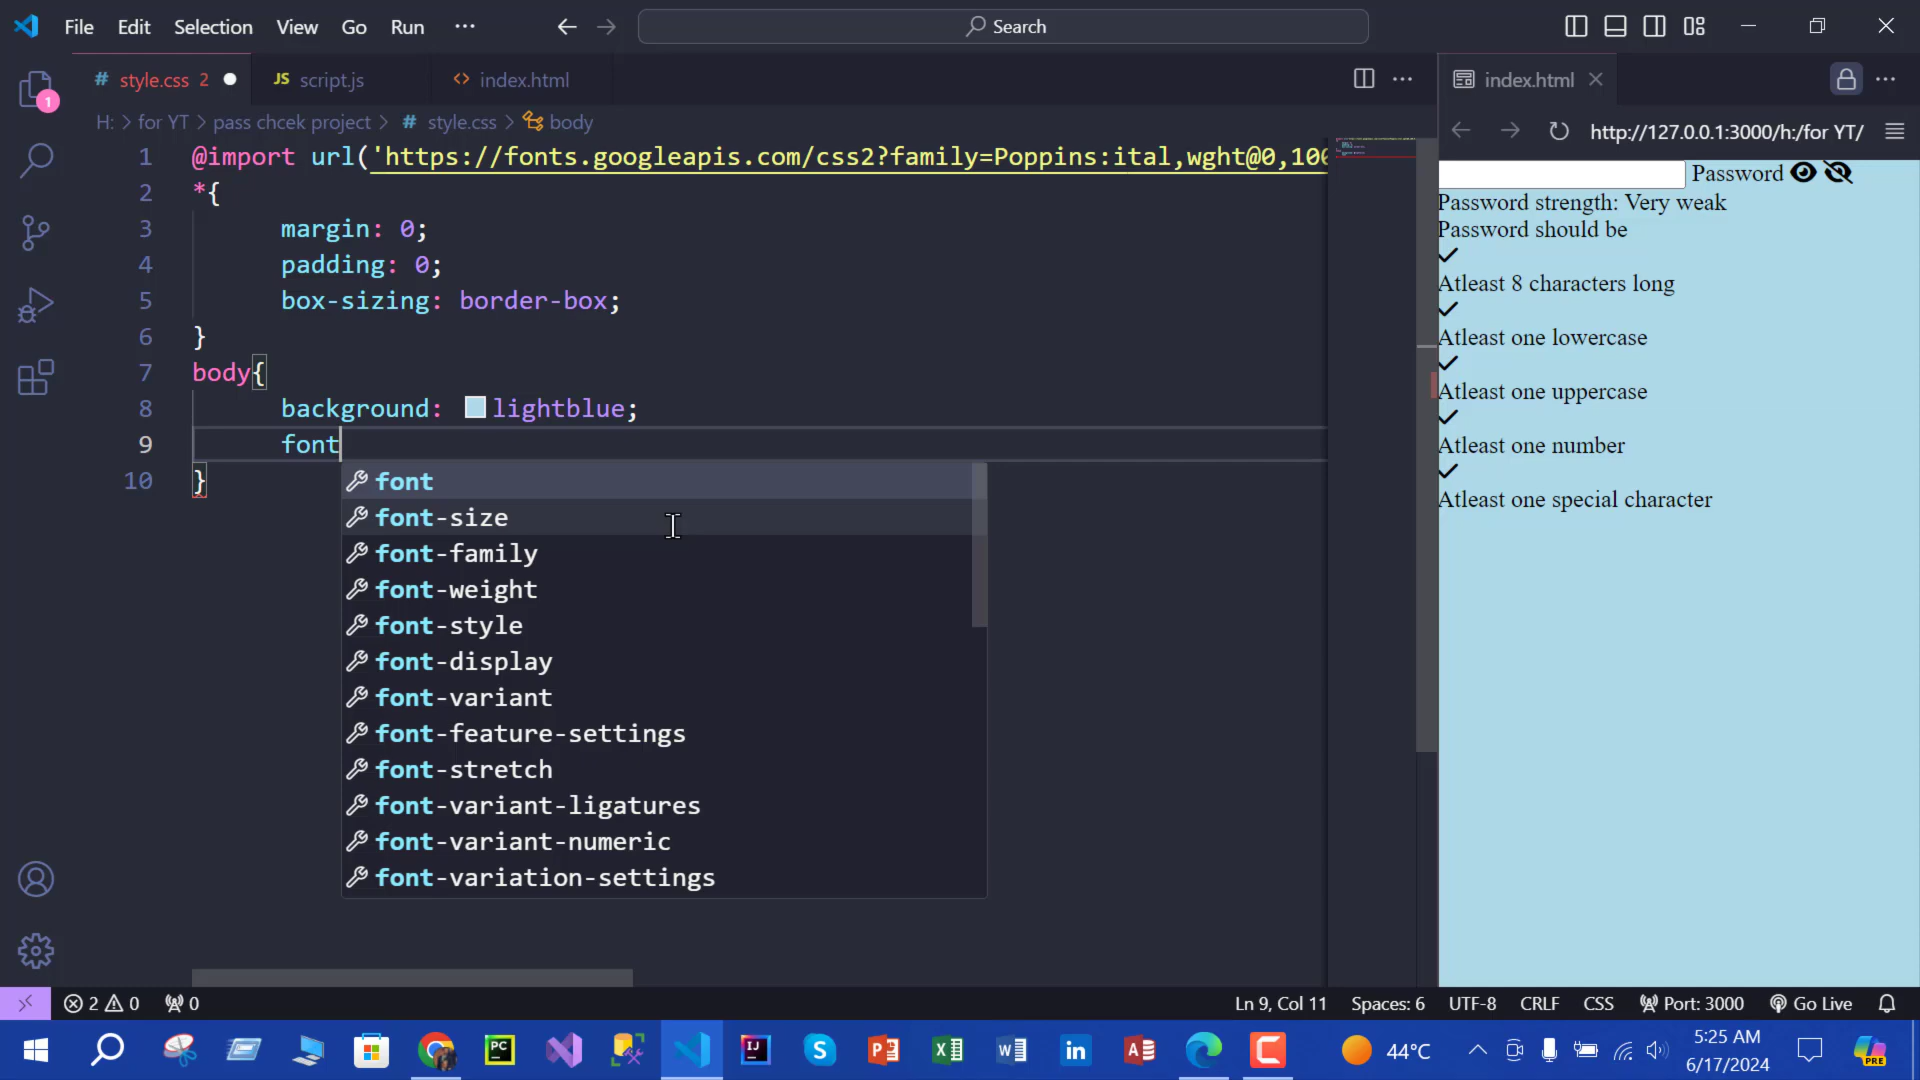 File Edit Selection View Go Run ··· Search
# style.css 2 JS script.js <> index.html
index.html
H: > for YT > pass chcek project > # style.css > body
http://127.0.0.1:3000/h:/for YT/
1 @import url('https://fonts.googleapis.com/css2?family=Poppins:ital,wght@0,100
2 *{
3 margin: 0;
4 padding: 0;
5 box-sizing: border-box;
6 }
7 body{
8 background: lightblue;
9 font
10 }
font
font-size
font-family
font-weight
font-style
font-display
font-variant
font-feature-settings
font-stretch
font-variant-ligatures
font-variant-numeric
font-variation-settings
Password
Password strength: Very weak
Password should be
Atleast 8 characters long
Atleast one lowercase
Atleast one uppercase
Atleast one number
Atleast one special character
1
2 0 0 Ln 9, Col 11 Spaces: 6 UTF-8 CRLF CSS Port: 3000 Go Live
44°C
5:25 AM
6/17/2024
PRE